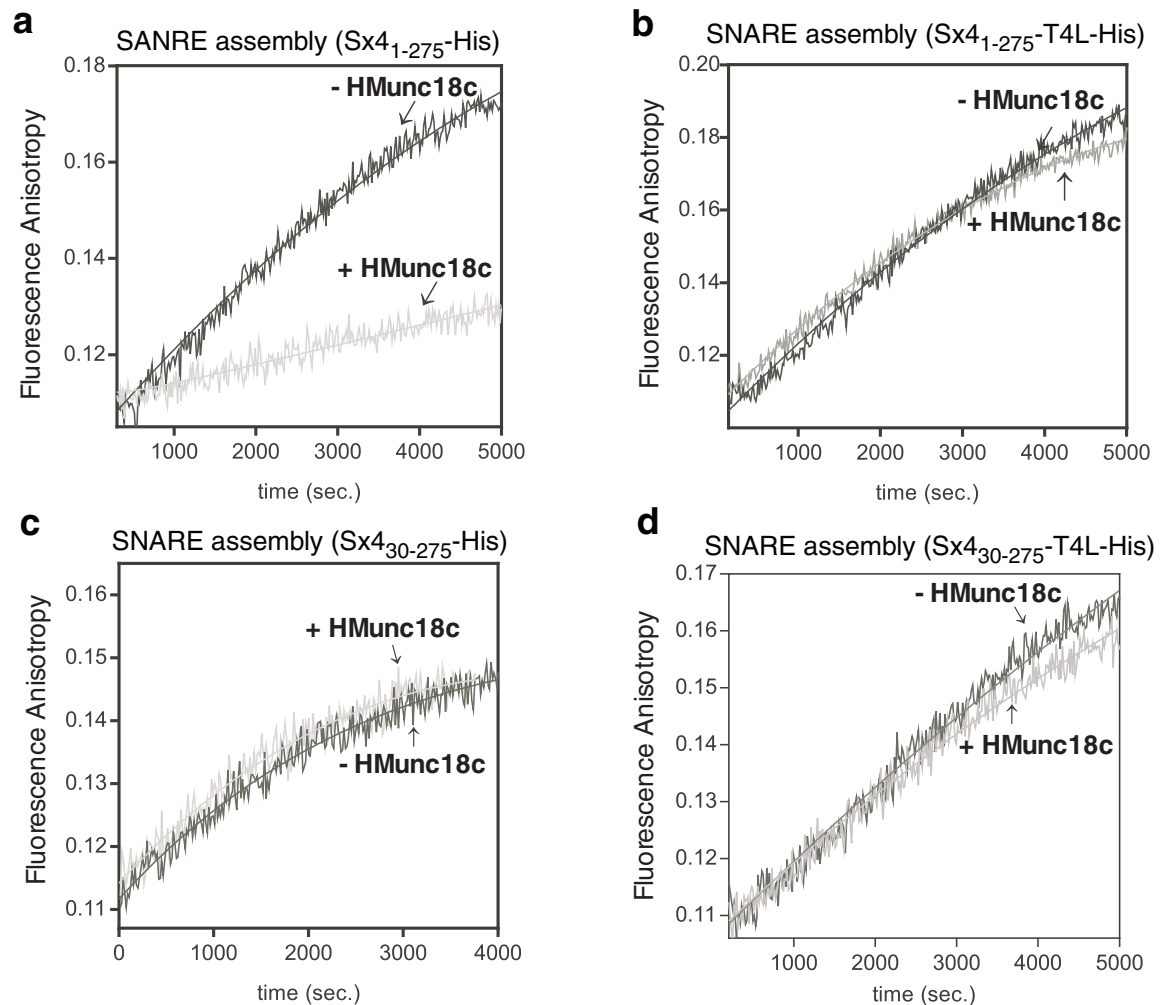 a
SANRE assembly (Sx41-275-His)
0.18
0.16
0.14
0.12
Fluorescence Anisotropy
- HMunc18c
+ HMunc18c
1000 2000 3000 4000 5000
time (sec.)
b
SNARE assembly (Sx41-275-T4L-His)
0.20
0.18
0.16
0.14
0.12
Fluorescence Anisotropy
- HMunc18c
+ HMunc18c
1000 2000 3000 4000 5000
time (sec.)
c
SNARE assembly (Sx430-275-His)
0.16
0.15
0.14
0.13
0.12
0.11
Fluorescence Anisotropy
+ HMunc18c
- HMunc18c
0 1000 2000 3000 4000
time (sec.)
d
SNARE assembly (Sx430-275-T4L-His)
0.17
0.16
0.15
0.14
0.13
0.12
0.11
Fluorescence Anisotropy
- HMunc18c
+ HMunc18c
1000 2000 3000 4000 5000
time (sec.)